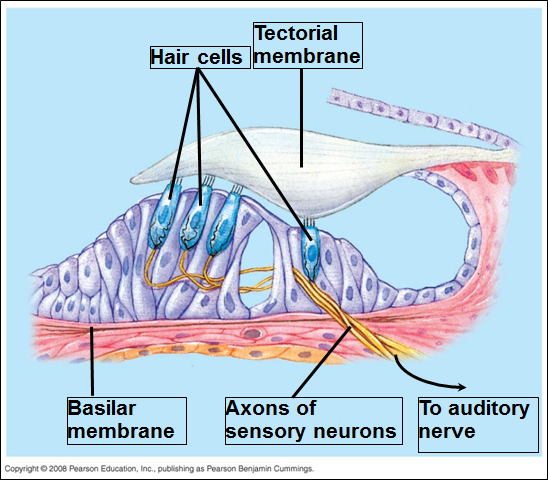 Tectorial
membrane
Hair cells
Basilar
membrane
Axons of
sensory neurons
To auditory
nerve
Copyright © 2008 Pearson Education, Inc., publishing as Pearson Benjamin Cummings.